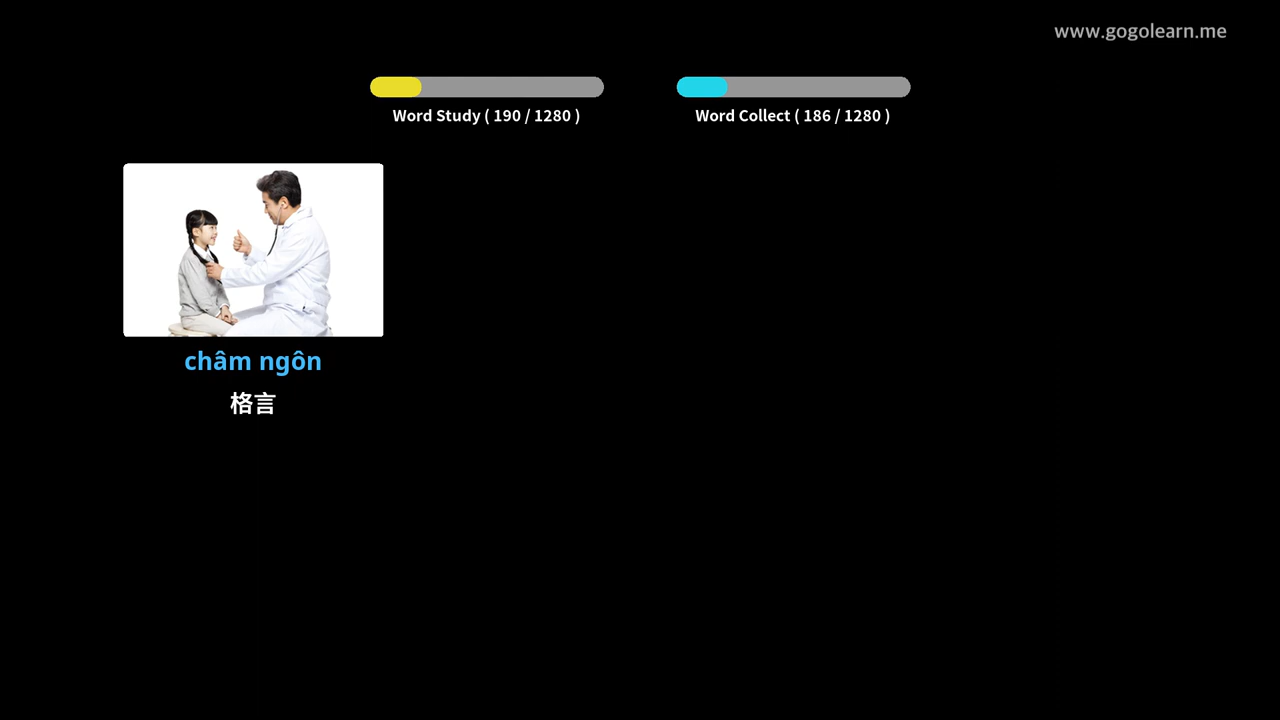 www.gogolearn.me
Word Study ( 190 / 1280 )
Word Collect ( 186 / 1280 )
châm ngôn
格言